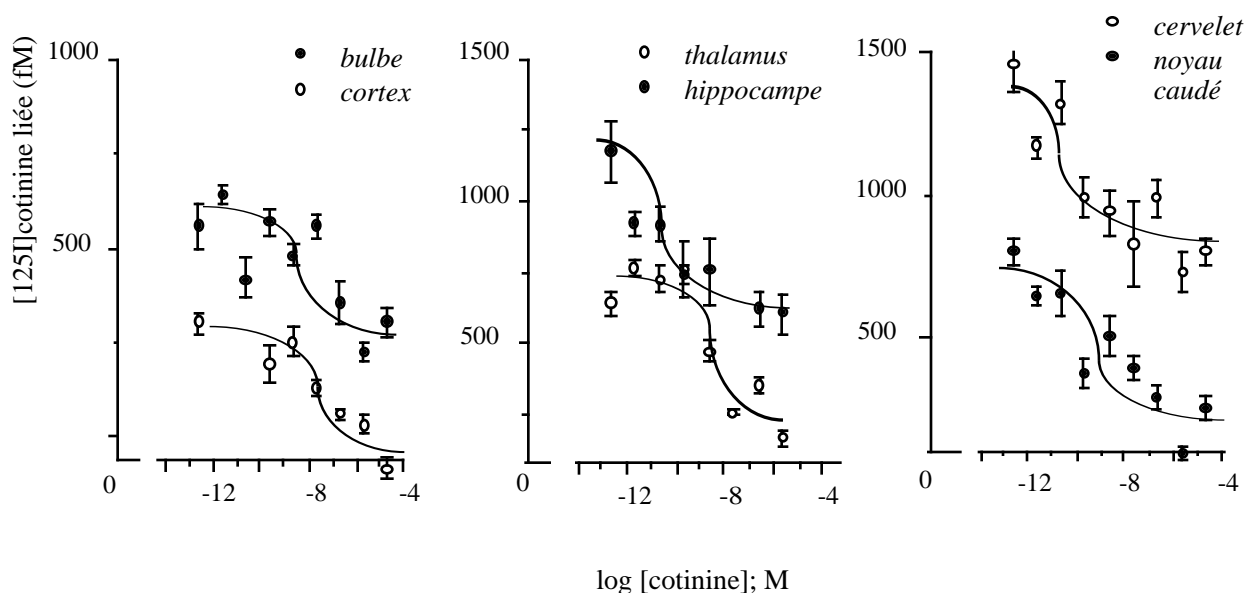 [125I]cotinine liée (fM)
1000
500
bulbe
cortex
0
-12
-8
-4
1500
1000
500
thalamus
hippocampe
0
-12
-8
-4
1500
1000
500
cervelet
noyau
caudé
0
-12
-8
-4
log [cotinine]; M